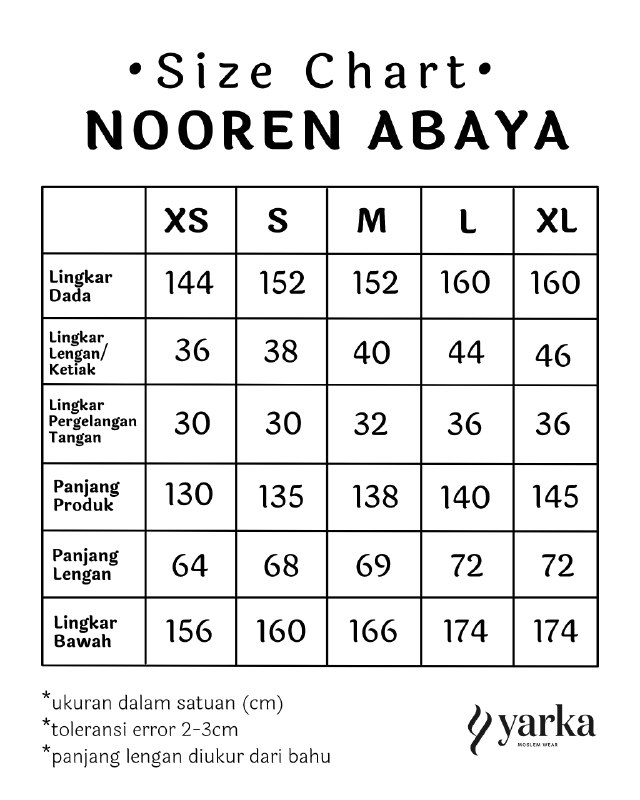 •Size Chart•
NOOREN ABAYA
XS S M L XL
Lingkar Dada 144 152 152 160 160
Lingkar Lengan/ Ketiak 36 38 40 44 46
Lingkar Pergelangan Tangan 30 30 32 36 36
Panjang Produk 130 135 138 140 145
Panjang Lengan 64 68 69 72 72
Lingkar Bawah 156 160 166 174 174
*ukuran dalam satuan (cm)
*toleransi error 2-3cm
*panjang lengan diukur dari bahu
yarka
MOSLEM WEAR